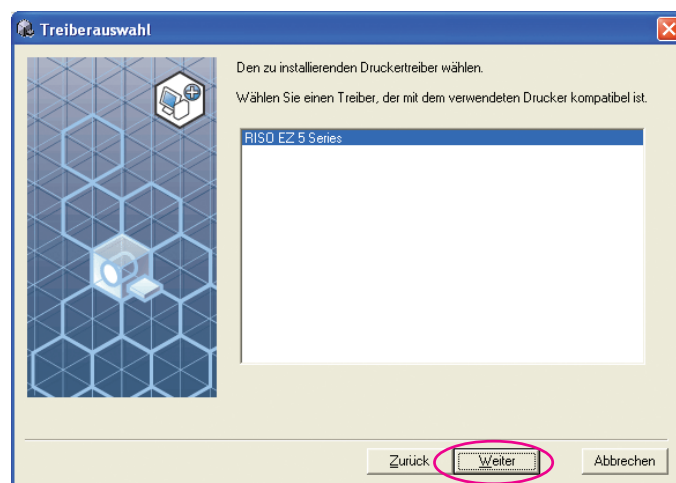 Treiberauswahl
Den zu installierenden Druckertreiber wählen.
Wählen Sie einen Treiber, der mit dem verwendeten Drucker kompatibel ist.
RISO EZ 5 Series
Zurück Weiter Abbrechen